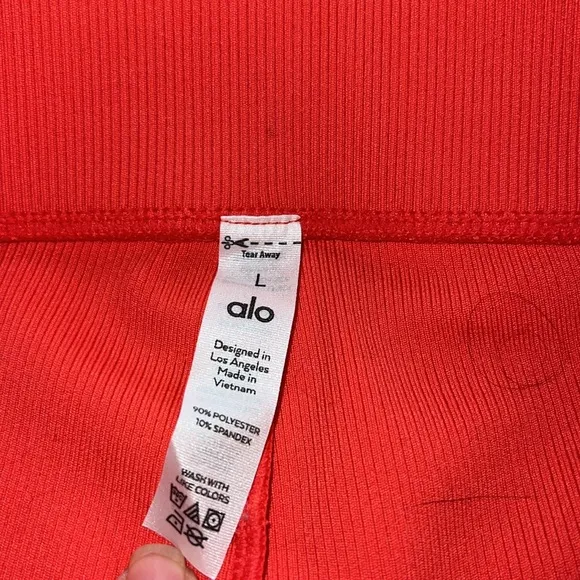 Tear Away
L
alo
Designed in
Los Angeles
Made in
Vietnam
90% POLYESTER
10% SPANDEX
WASH WITH
LIKE COLORS